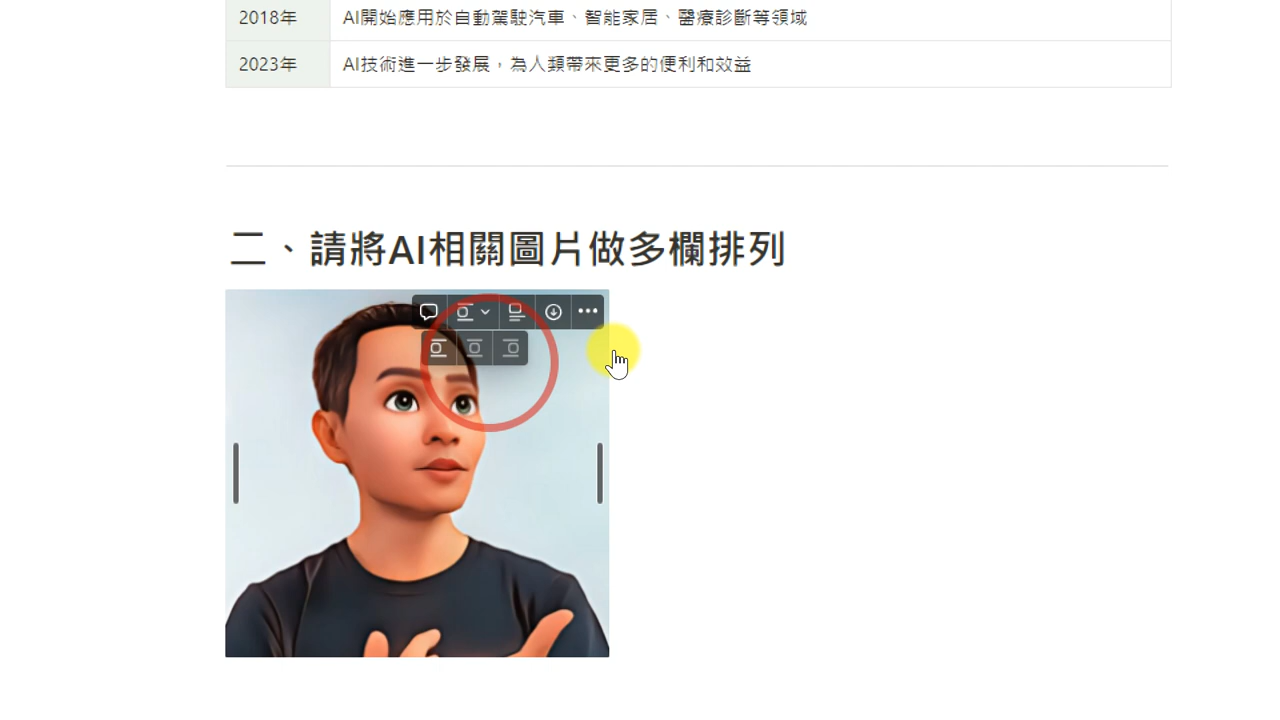 2018年 AI開始應用於自動駕駛汽車、智能家居、醫療診斷等領域
2023年 AI技術進一步發展，為人類帶來更多的便利和效益
二、請將AI相關圖片做多欄排列